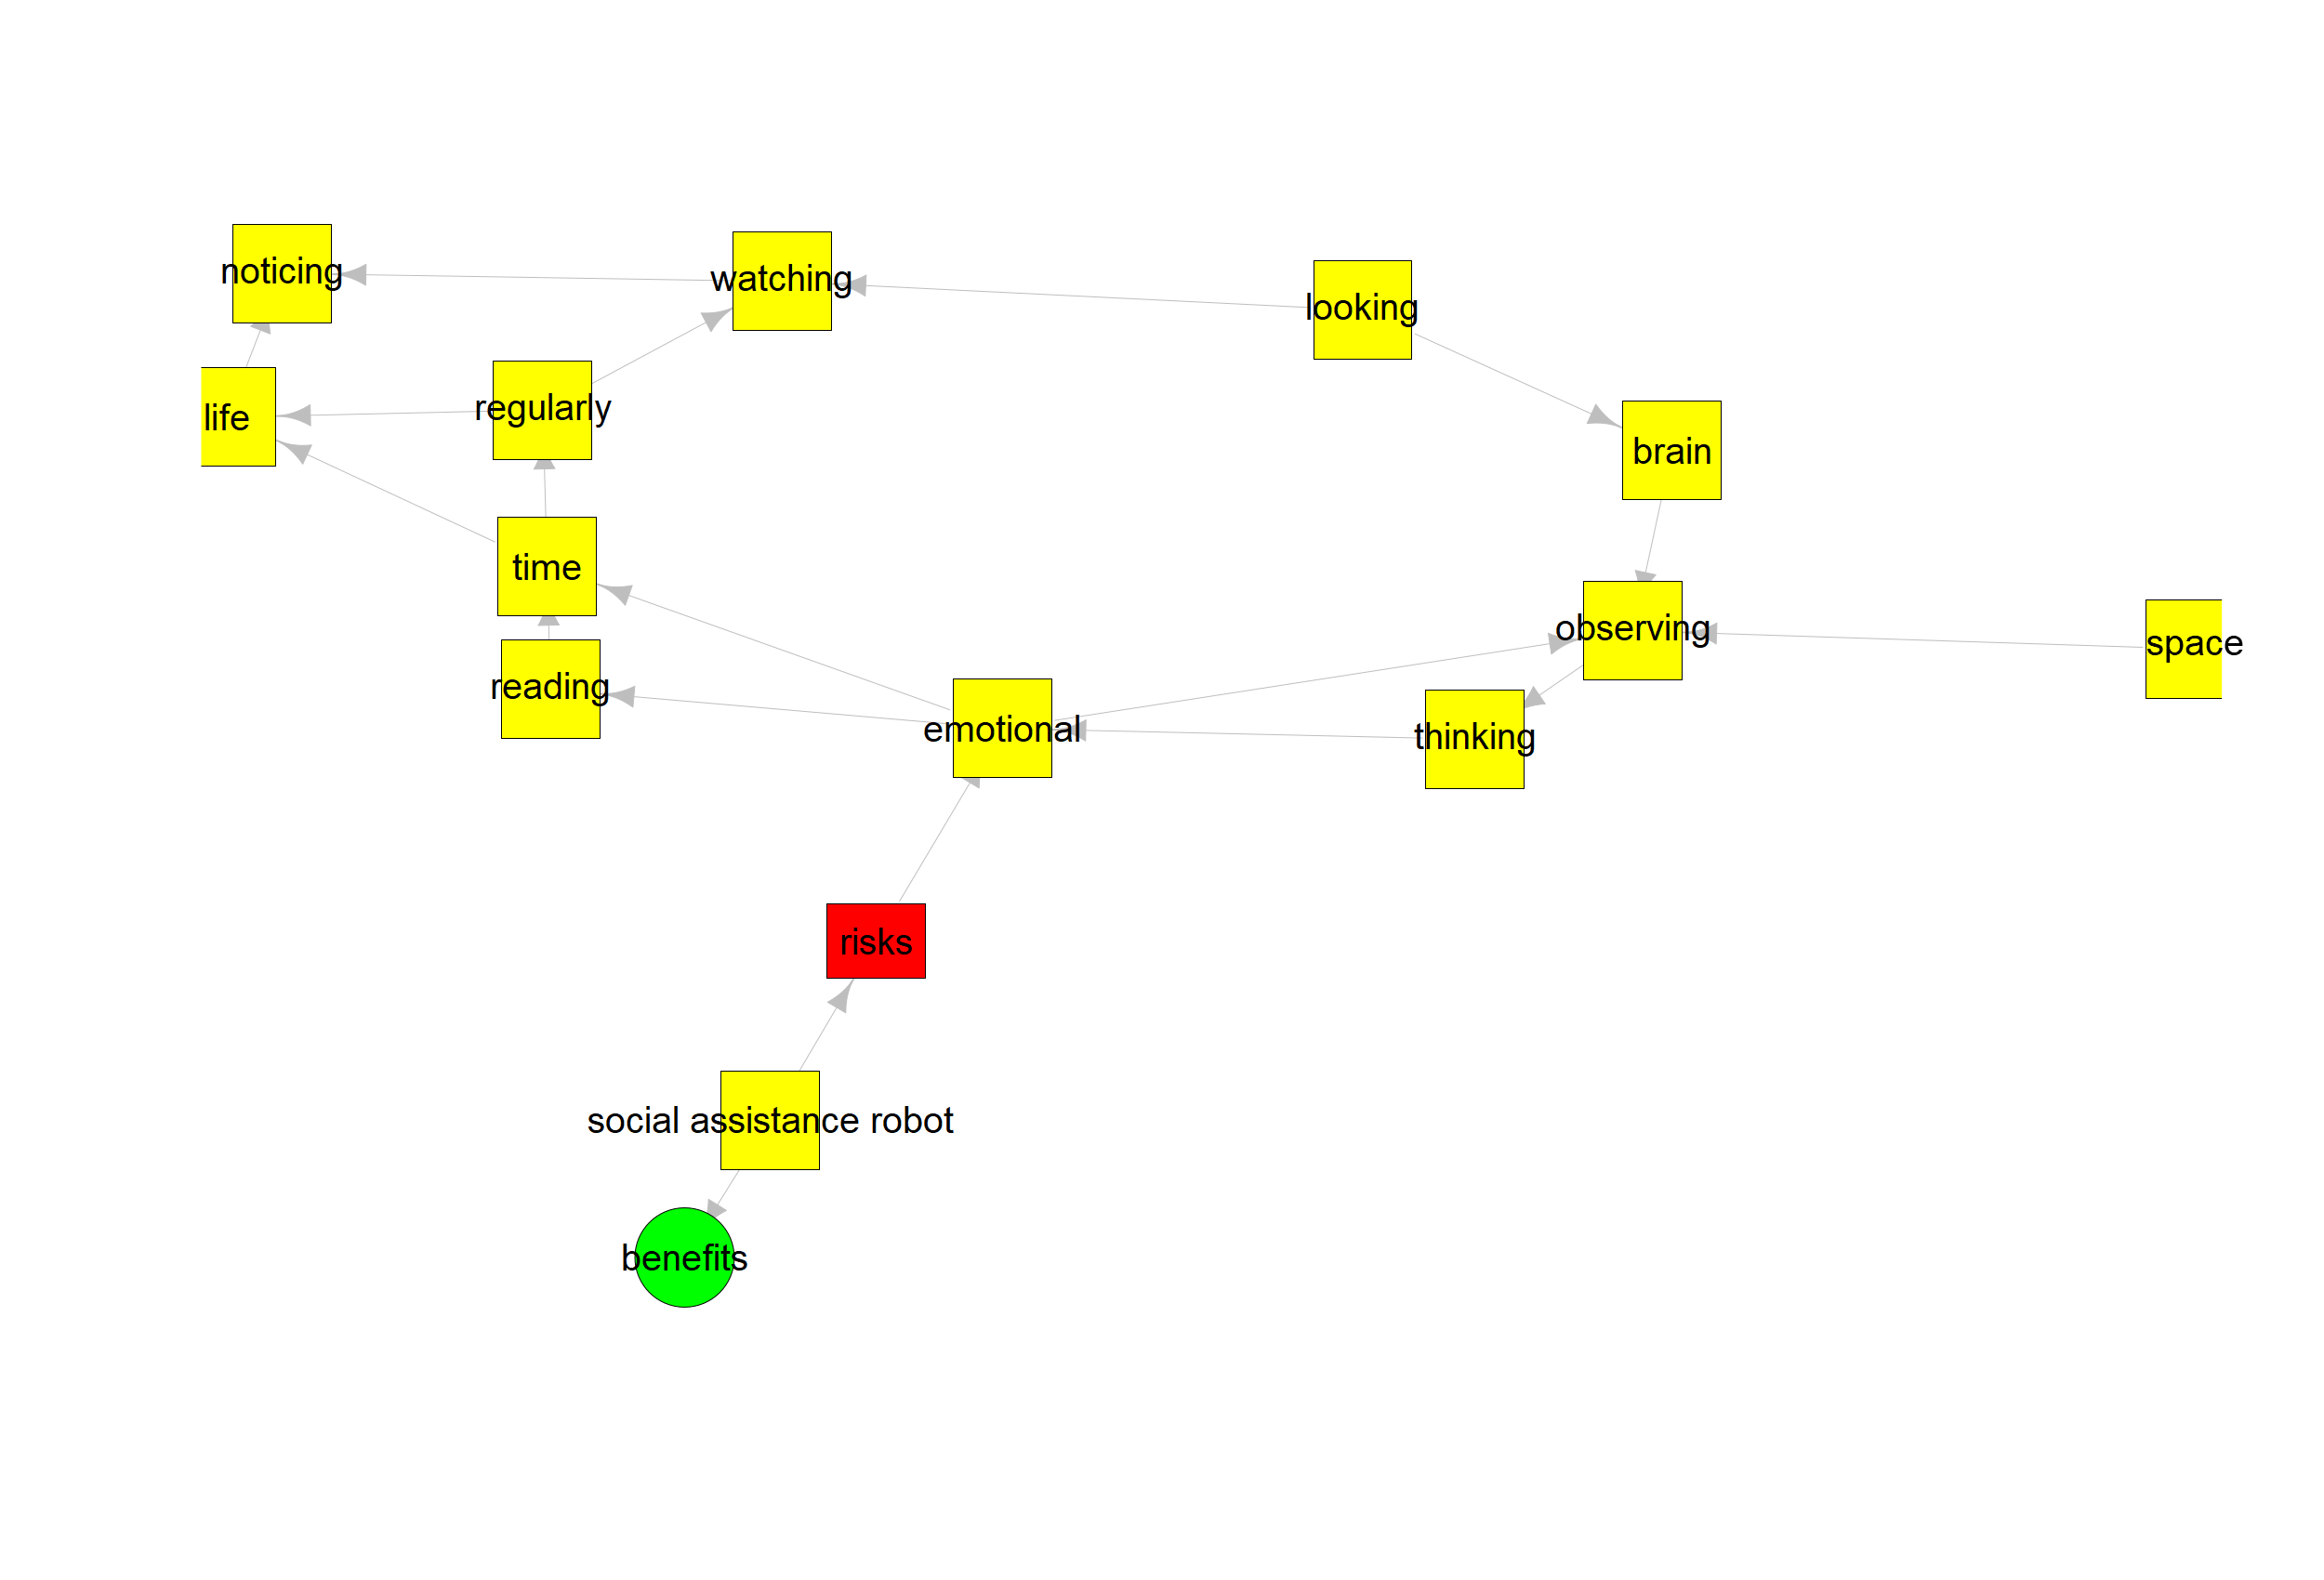 noticing
watching
looking
life
regularly
brain
time
observing
space
reading
emotional
thinking
risks
social assistance robot
benefits